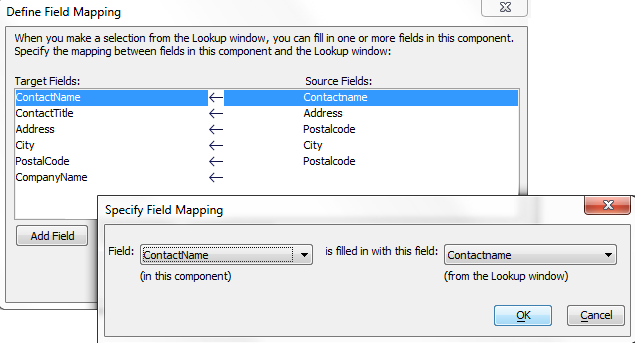 Define Field Mapping
When you make a selection from the Lookup window, you can fill in one or more fields in this component.
Specify the mapping between fields in this component and the Lookup window:
Target Fields: Source Fields:
ContactName ← Contactname
ContactTitle ← Address
Address ← Postalcode
City ← City
PostalCode ← Postalcode
CompanyName ←
Add Field
Specify Field Mapping
Field: ContactName is filled in with this field: Contactname
(in this component) (from the Lookup window)
OK Cancel